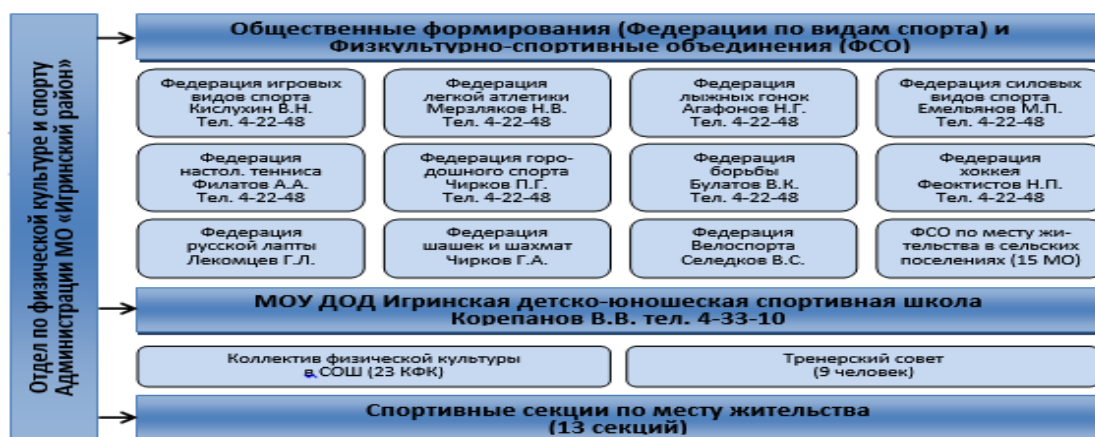 Отдел по физической культуре и спорту
Администрации МО «Игринский район»
Общественные формирования (Федерации по видам спорта) и
Физкультурно-спортивные объединения (ФСО)
Федерация игровых
видов спорта
Кислухин В.Н.
Тел. 4-22-48
Федерация
легкой атлетики
Мерзляков Н.В.
Тел. 4-22-48
Федерация
лыжных гонок
Агафонов Н.Г.
Тел. 4-22-48
Федерация силовых
видов спорта
Емельянов М.П.
Тел. 4-22-48
Федерация
настол. тенниса
Филатов А.А.
Тел. 4-22-48
Федерация горо-
дошного спорта
Чирков П.Г.
Тел. 4-22-48
Федерация
борьбы
Булатов В.К.
Тел. 4-22-48
Федерация
хоккея
Феоктистов Н.П.
Тел. 4-22-48
Федерация
русской лапты
Лекомцев Г.Л.
Федерация
шашек и шахмат
Чирков Г.А.
Федерация
Велоспорта
Селедков В.С.
ФСО по месту жи-
тельства в сельских
поселениях (15 МО)
МОУ ДОД Игринская детско-юношеская спортивная школа
Корепанов В.В. тел. 4-33-10
Коллектив физической культуры
в СОШ (23 КФК)
Тренерский совет
(9 человек)
Спортивные секции по месту жительства
(13 секций)